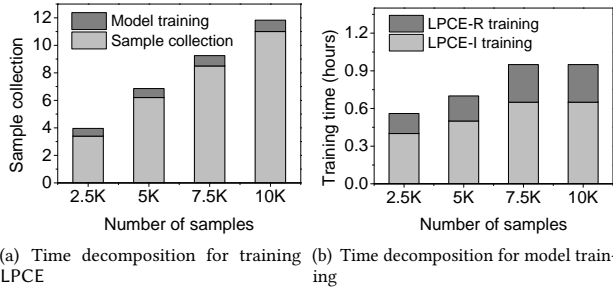 Model training
Sample collection
Sample collection
12
10
8
6
4
2
0
2.5K 5K 7.5K 10K
Number of samples
LPCE-R training
LPCE-I training
Training time (hours)
1.2
0.9
0.6
0.3
0.0
2.5K 5K 7.5K 10K
Number of samples
(a) Time decomposition for training
LPCE
(b) Time decomposition for model train-
ing